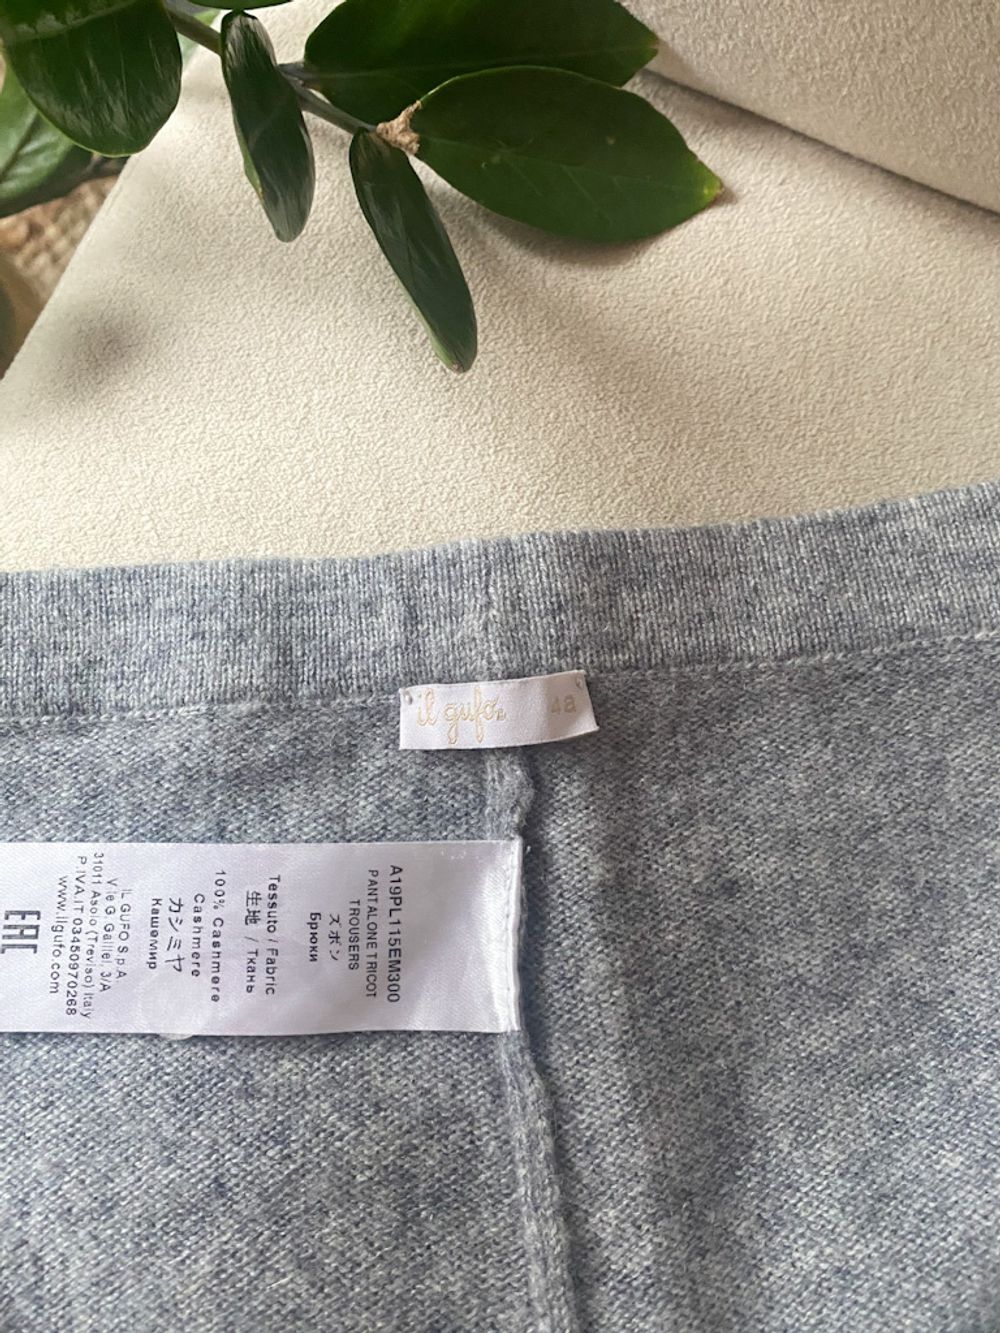 il gufo
4a
A19PL115EM300
PANTALONE TRICOT
TROUSERS
ズボン
Брюки
Tessuto / Fabric
生地 / Ткань
100% Cashmere
Cashmere
カシミヤ
Кашемир
IL GUFO S.p.A.
Vie G. Galilei, 3/A
31011 Asolo (Treviso) Italy
P.IVA.IT 03450970268
www.ilgufo.com
EAC